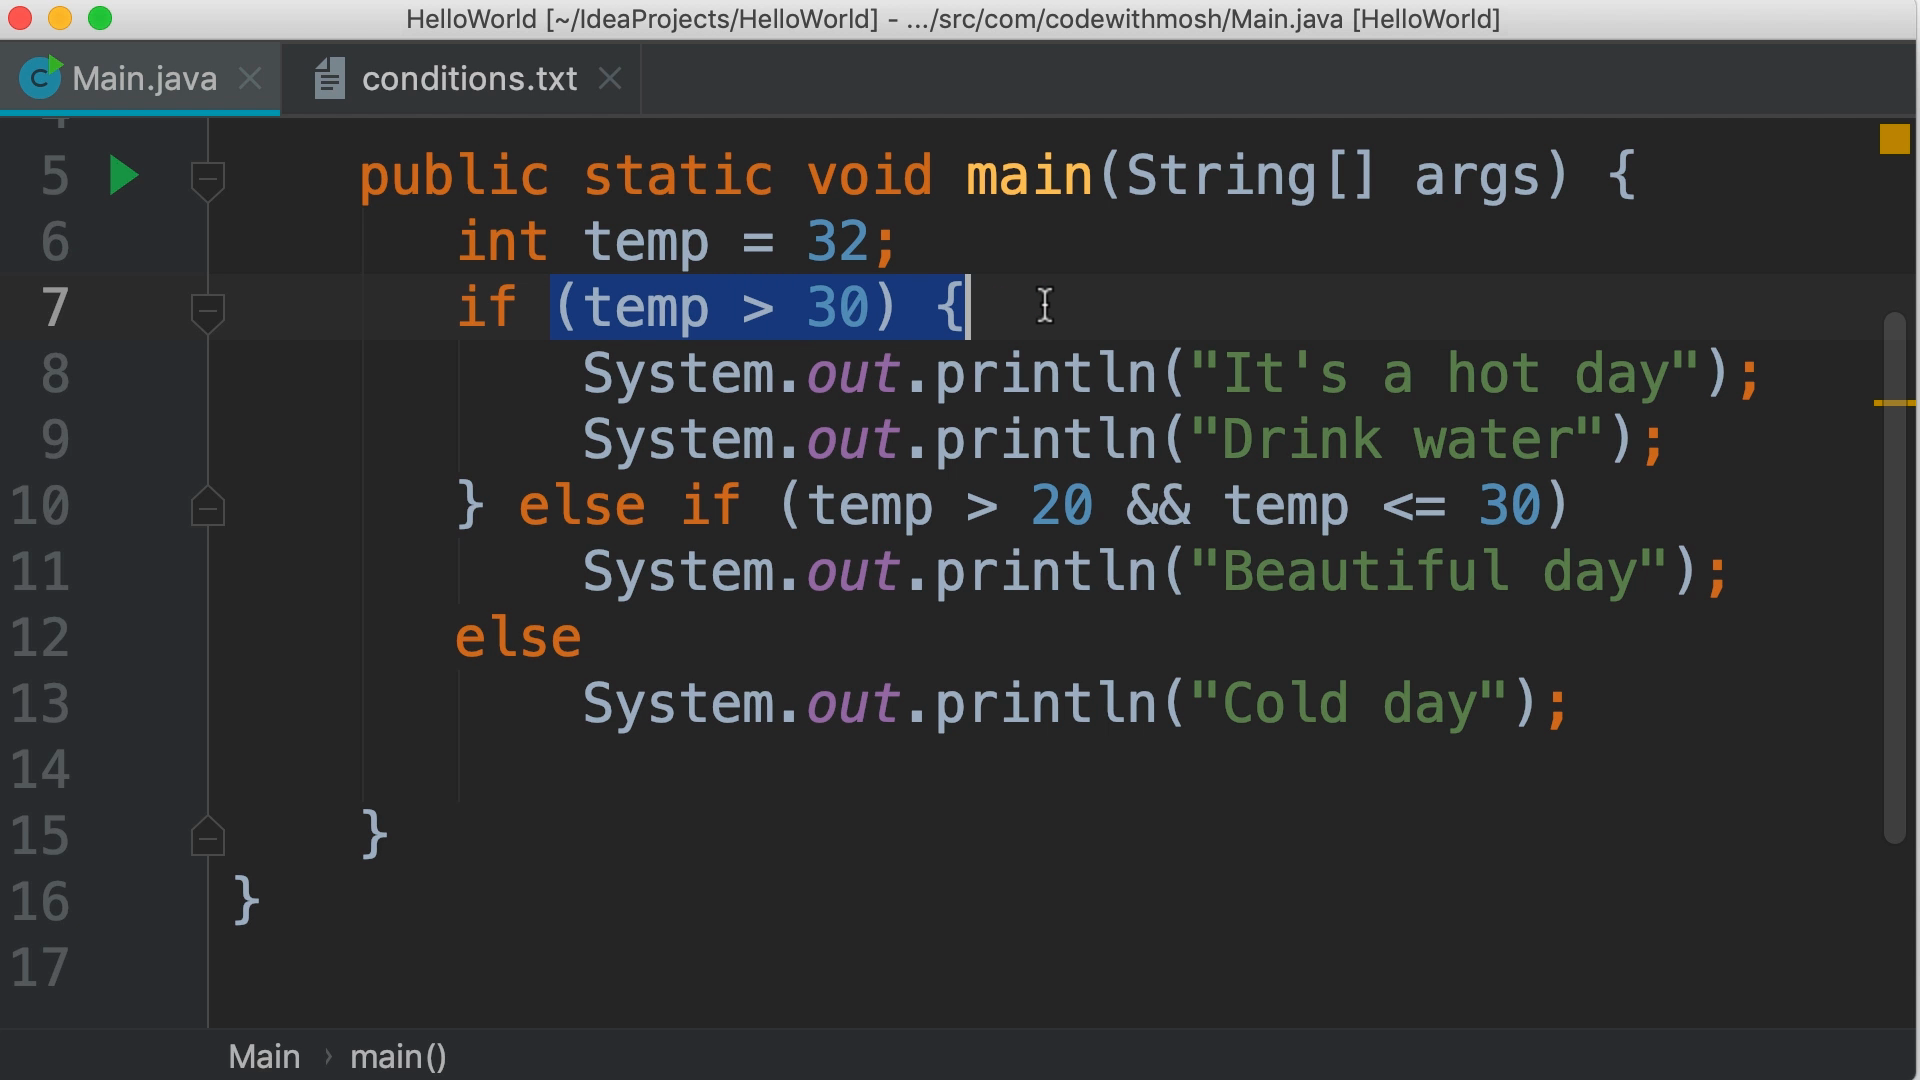 HelloWorld [~/IdeaProjects/HelloWorld] - .../src/com/codewithmosh/Main.java [HelloWorld]
Main.java conditions.txt
5 public static void main(String[] args) {
6 int temp = 32;
7 if (temp > 30) {
8 System.out.println("It's a hot day");
9 System.out.println("Drink water");
10 } else if (temp > 20 && temp <= 30)
11 System.out.println("Beautiful day");
12 else
13 System.out.println("Cold day");
14
15 }
16 }
17
Main › main()